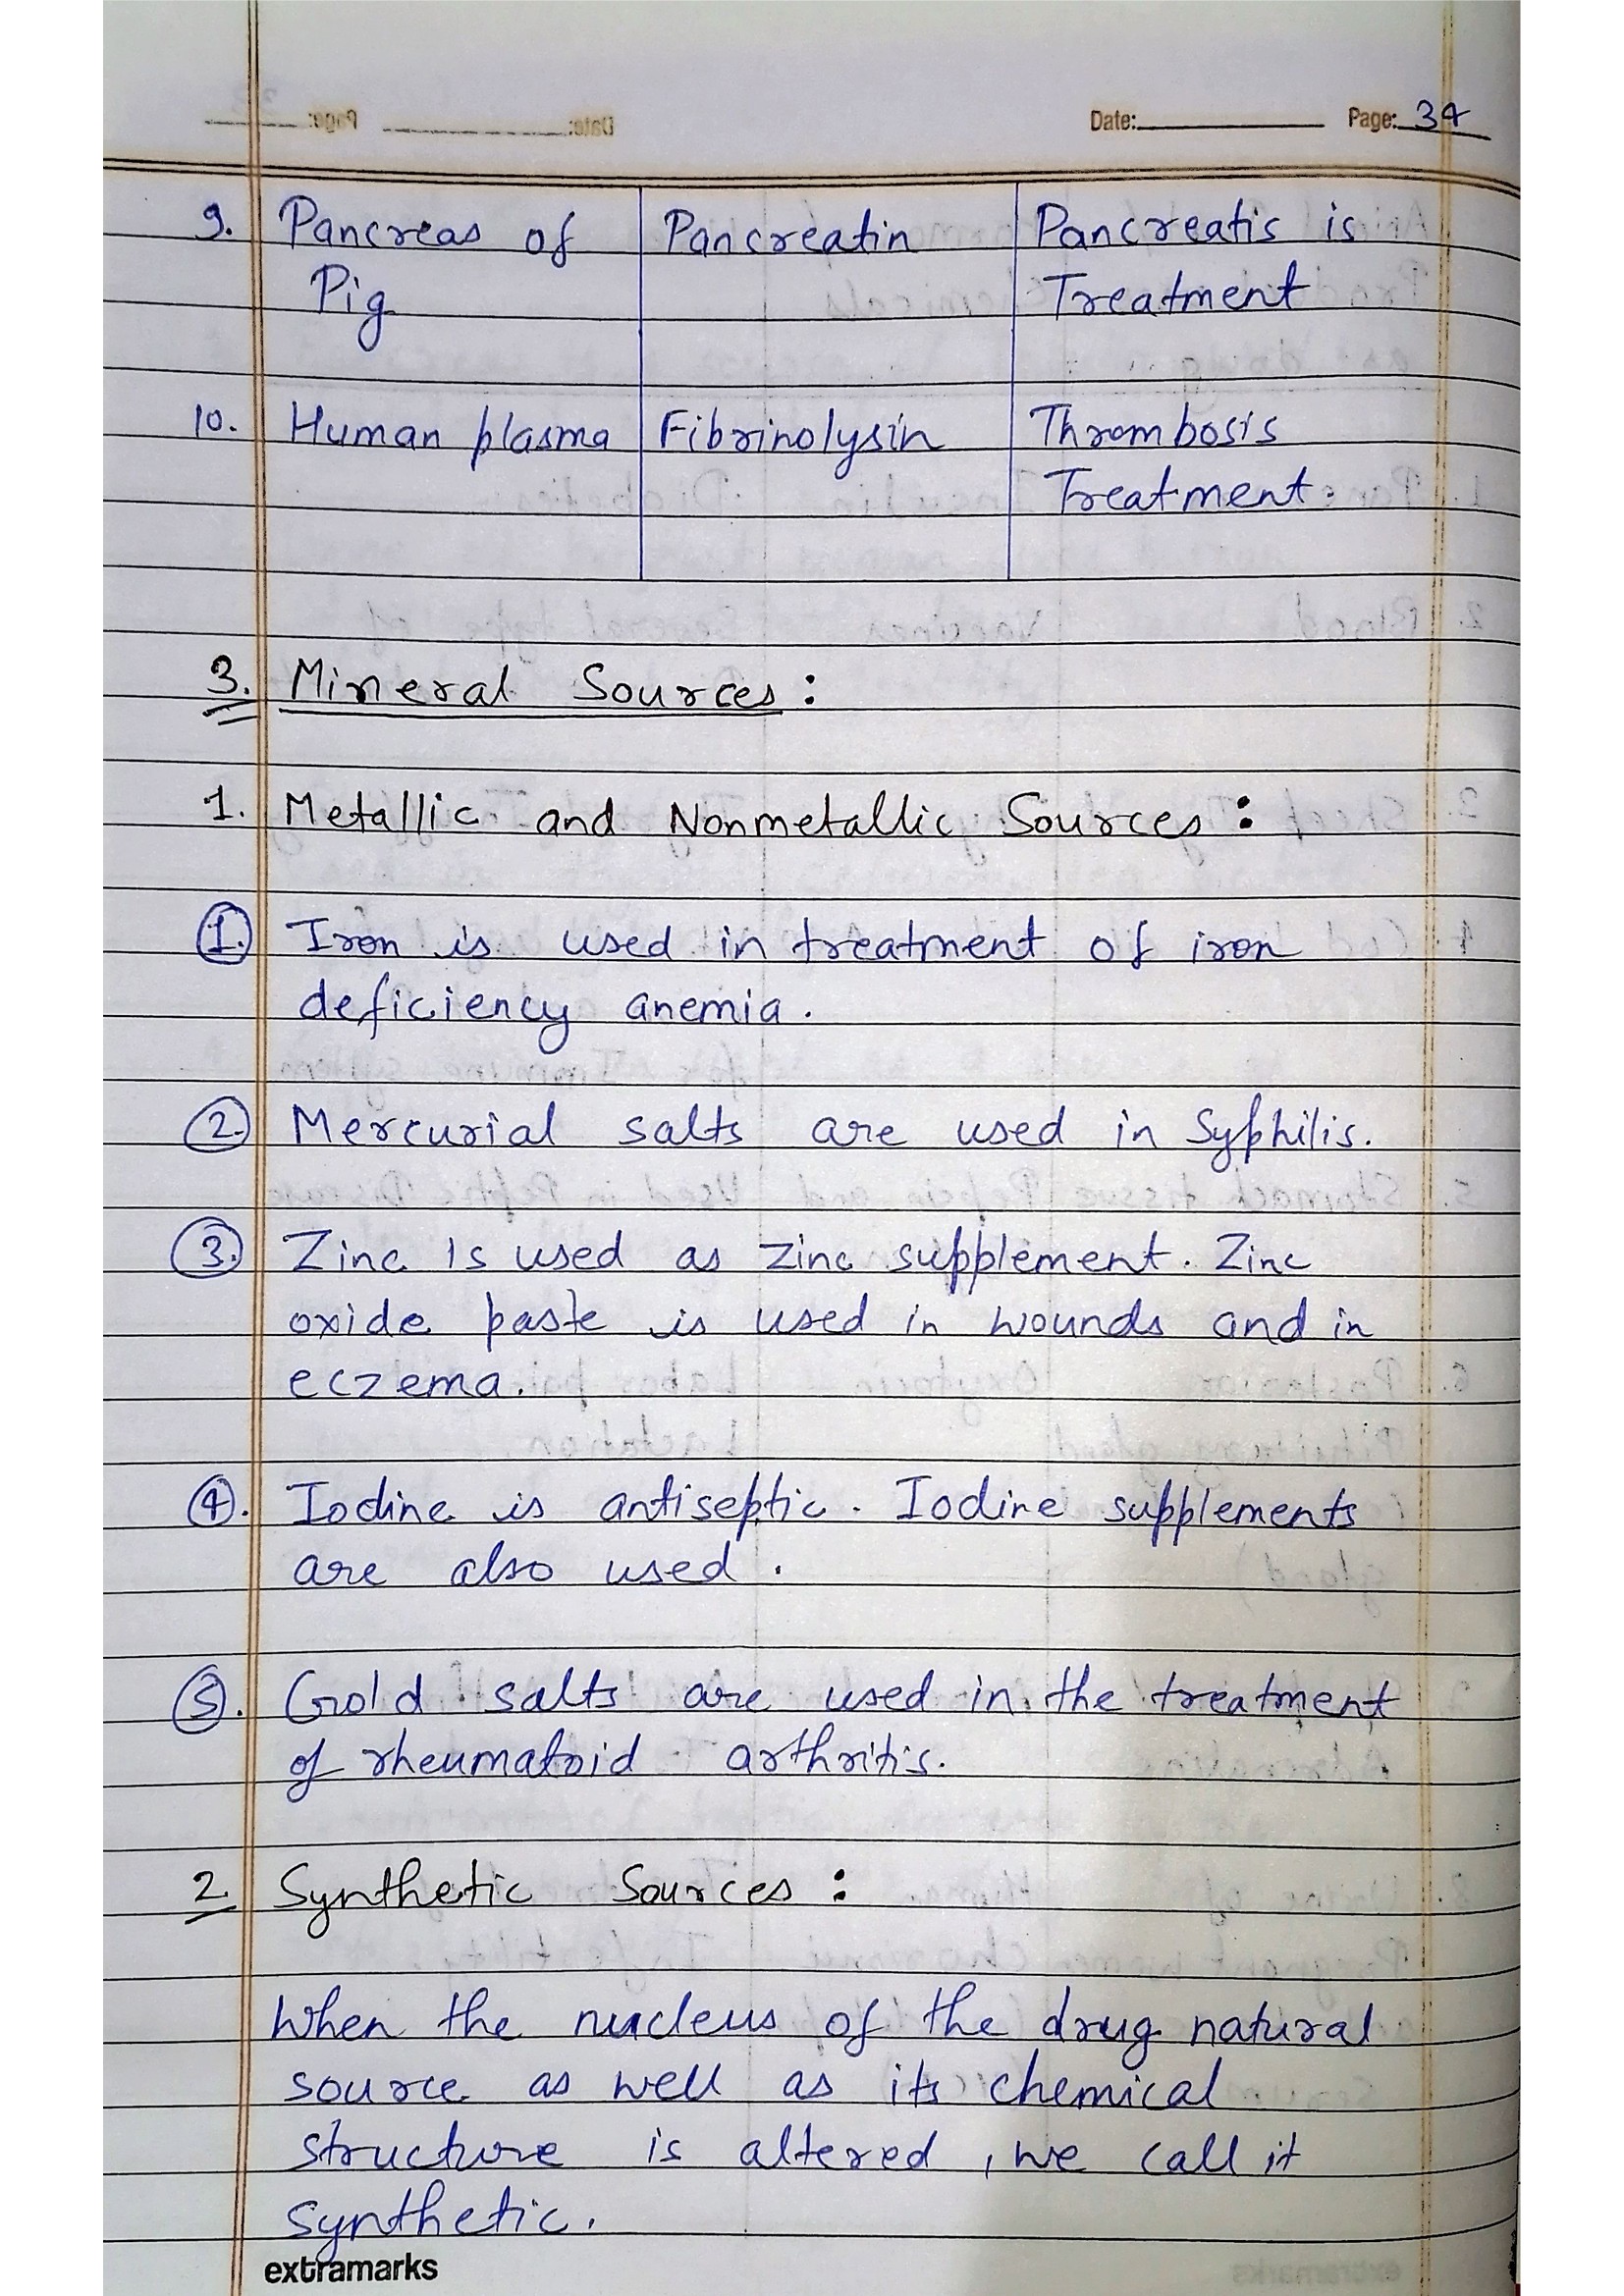 Date: Page: 34
9. Pancreas of Pancreatin Pancreatis is
Pig Treatment
10. Human plasma Fibrinolysin Thrombosis
Treatment
3. Mineral Sources :
1. Metallic and Nonmetallic Sources :
1. Iron is used in treatment of iron
deficiency anemia.
2. Mercurial salts are used in Syphilis.
3. Zinc Is used as zinc supplement. Zinc
oxide paste is used in wounds and in
eczema.
4. Iodine is antiseptic. Iodine supplements
are also used.
5. Gold salts are used in the treatment
of rheumatoid arthritis.
2 Synthetic Sources :
When the nucleus of the drug natural
source as well as its chemical
structure is altered, we call it
synthetic.
extramarks